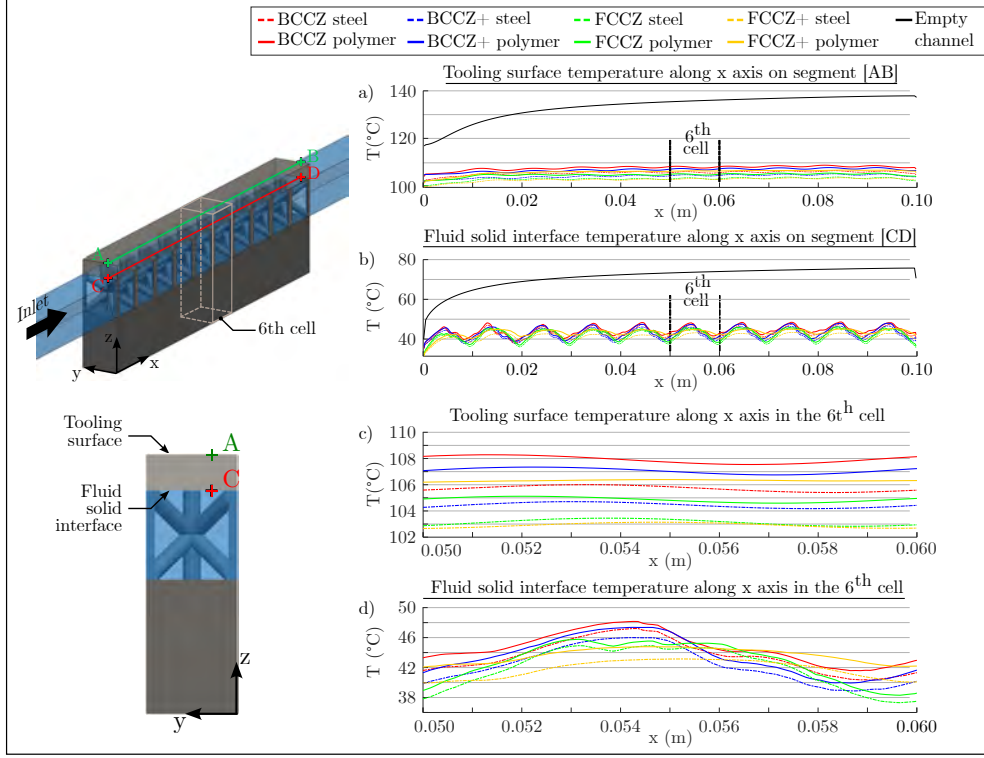 BCCZ steel BCCZ+ steel FCCZ steel FCCZ+ steel Empty
BCCZ polymer BCCZ+ polymer FCCZ polymer FCCZ+ polymer channel
Tooling surface temperature along x axis on segment [AB]
a)
140
120
100
T(°C)
6th
cell
0 0.02 0.04 0.06 0.08 0.10
x (m)
B
D
A
C
Inlet
6th cell
z
y
x
Fluid solid interface temperature along x axis on segment [CD]
b)
80
60
40
T (°C)
6th
cell
0 0.02 0.04 0.06 0.08 0.10
x (m)
Tooling
surface
A
Fluid
solid
interface
C
z
y
Tooling surface temperature along x axis in the 6th cell
c)
110
108
106
104
102
T(°C)
0.050 0.052 0.054 0.056 0.058 0.060
x (m)
Fluid solid interface temperature along x axis in the 6th cell
d)
50
46
42
38
T (°C)
0.050 0.052 0.054 0.056 0.058 0.060
x (m)